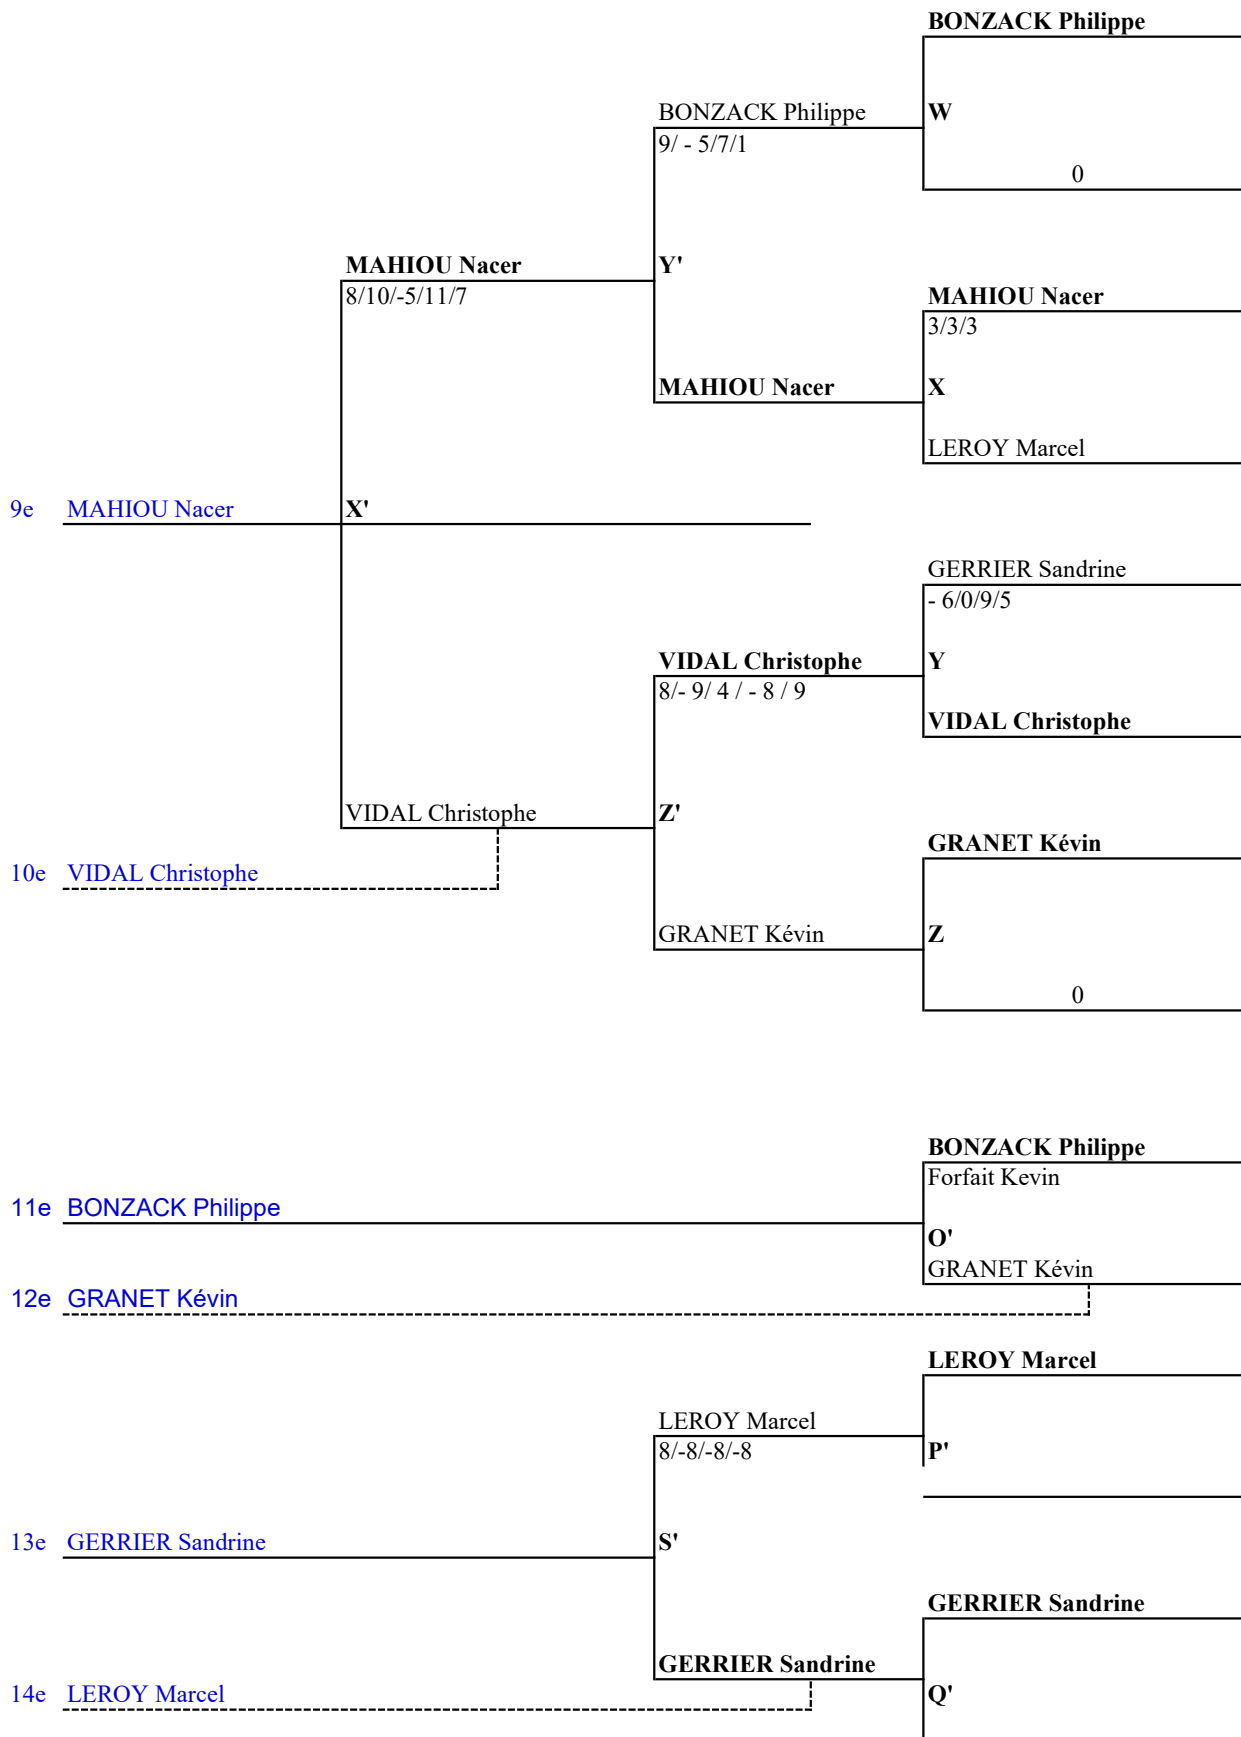 BONZACK Philippe
BONZACK Philippe
W
9/ - 5/7/1
0
MAHIOU Nacer
Y'
8/10/-5/11/7
MAHIOU Nacer
3/3/3
MAHIOU Nacer
X
LEROY Marcel
9e MAHIOU Nacer
X'
GERRIER Sandrine
- 6/0/9/5
VIDAL Christophe
Y
8/- 9/ 4 / - 8 / 9
VIDAL Christophe
VIDAL Christophe
Z'
GRANET Kévin
10e VIDAL Christophe
GRANET Kévin
Z
0
BONZACK Philippe
Forfait Kevin
11e BONZACK Philippe
O'
GRANET Kévin
12e GRANET Kévin
LEROY Marcel
LEROY Marcel
8/-8/-8/-8
P'
13e GERRIER Sandrine
S'
GERRIER Sandrine
GERRIER Sandrine
14e LEROY Marcel
Q'